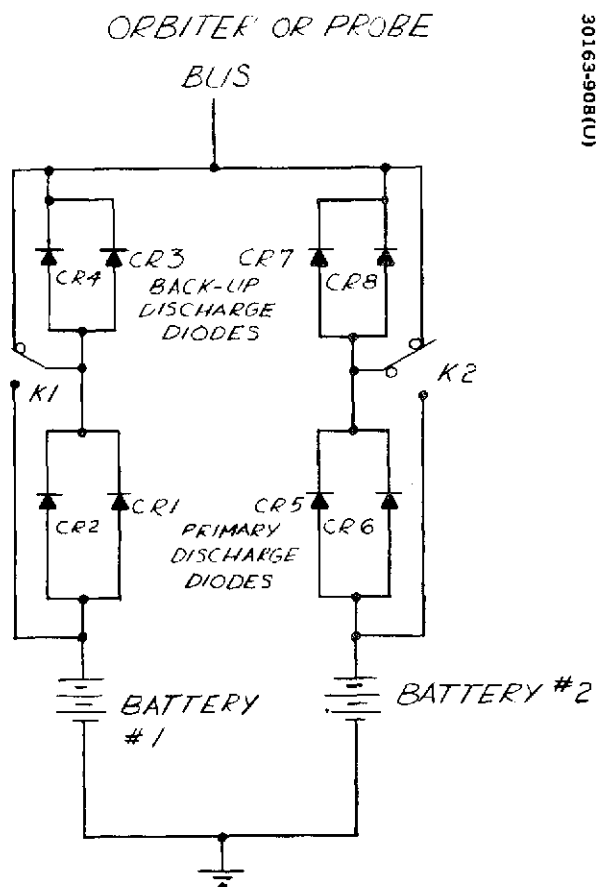 ORBITER OR PROBE
BUS
30163-908(U)
CR4
CR3
BACK-UP
DISCHARGE
DIODES
CR7
CR8
K1
K2
CR2
CR1
PRIMARY
DISCHARGE
DIODES
CR5
CR6
BATTERY
#1
BATTERY #2